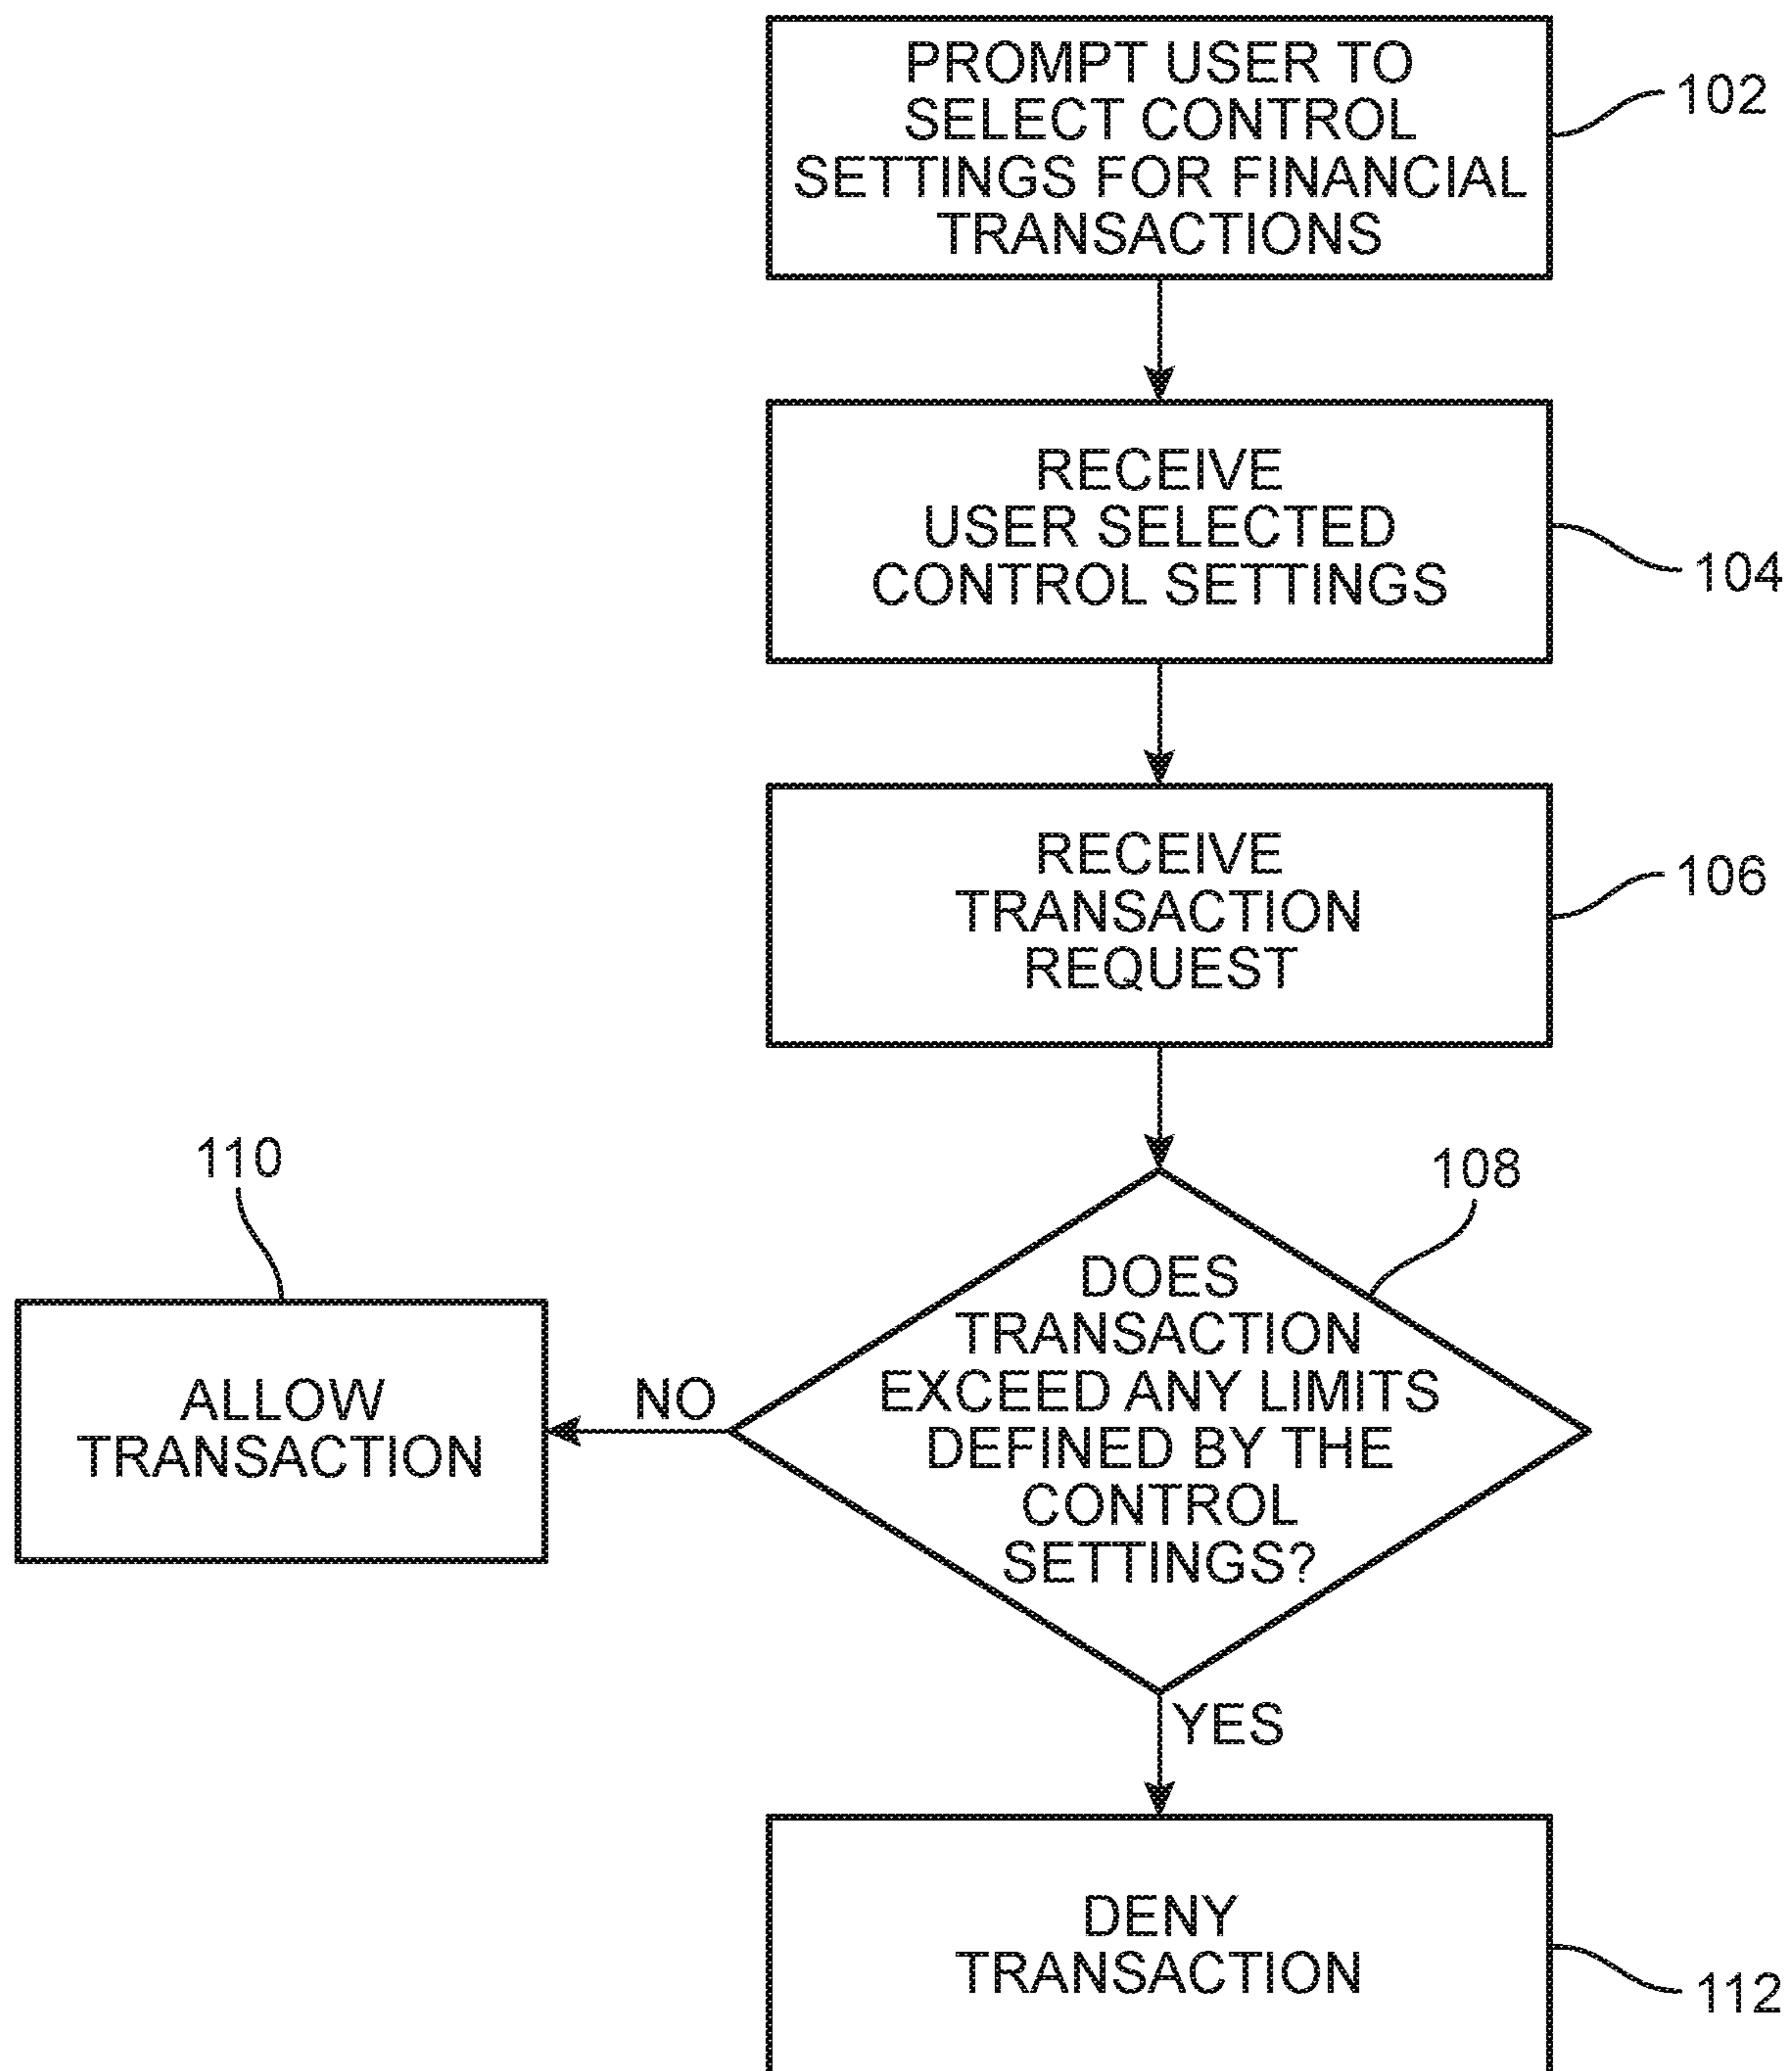 PROMPT USER TO
SELECT CONTROL
SETTINGS FOR FINANCIAL
TRANSACTIONS
102
RECEIVE
USER SELECTED
CONTROL SETTINGS
104
RECEIVE
TRANSACTION
REQUEST
106
110
108
DOES
TRANSACTION
EXCEED ANY LIMITS
DEFINED BY THE
CONTROL
SETTINGS?
NO
ALLOW
TRANSACTION
YES
DENY
TRANSACTION
112